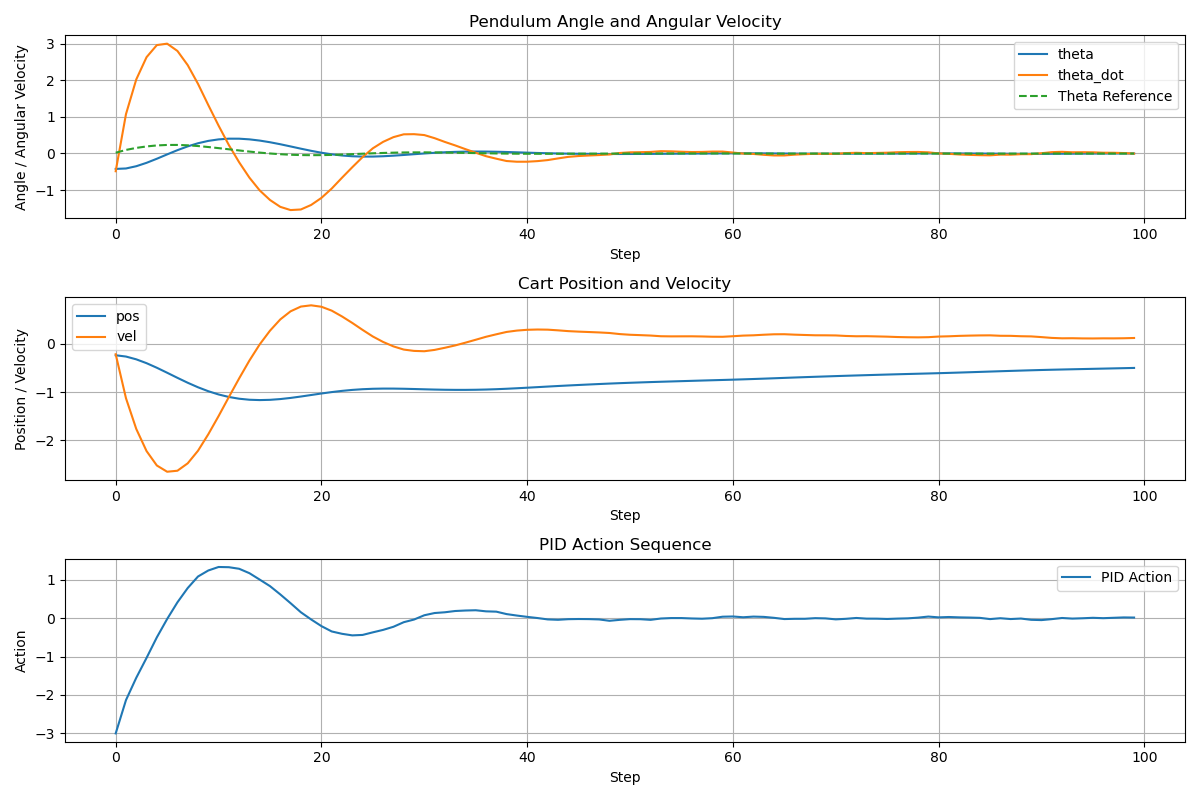 Pendulum Angle and Angular Velocity
Angle / Angular Velocity
3
2
1
0
−1
theta
theta_dot
Theta Reference
0 20 40 60 80 100
Step
Cart Position and Velocity
Position / Velocity
0
−1
−2
pos
vel
0 20 40 60 80 100
Step
PID Action Sequence
Action
1
0
−1
−2
−3
PID Action
0 20 40 60 80 100
Step